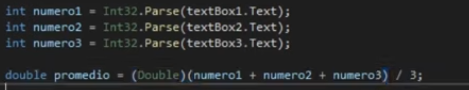 int numero1 = Int32.Parse(textBox1.Text);
int numero2 = Int32.Parse(textBox2.Text);
int numero3 = Int32.Parse(textBox3.Text);
double promedio = (Double)(numero1 + numero2 + numero3) / 3;